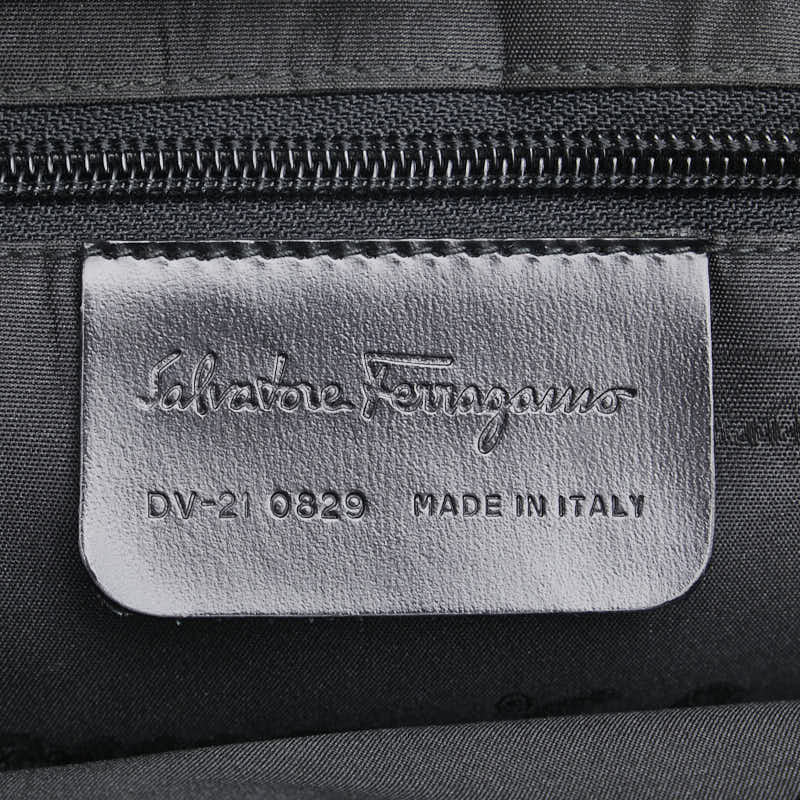 Salvatore Ferragamo
DV-21 0829 MADE IN ITALY